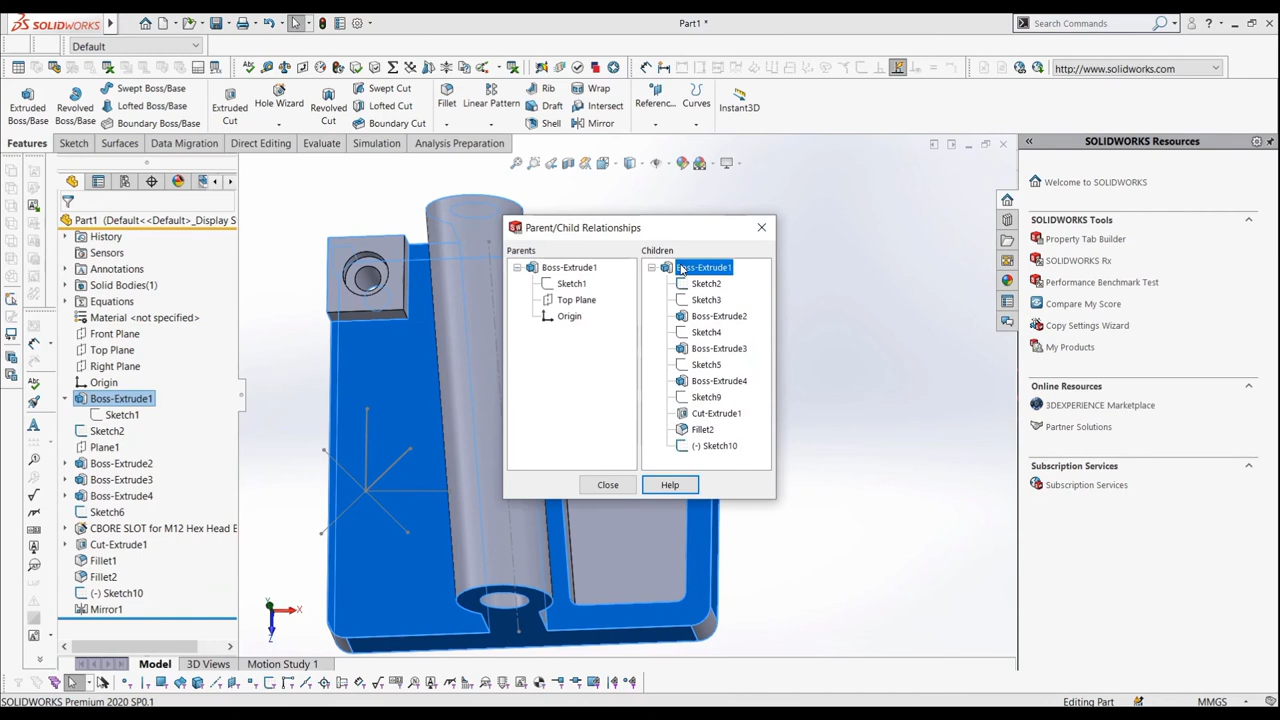 SOLIDWORKS
Part1 *
Search Commands
Default
http://www.solidworks.com
Extruded Boss/Base
Revolved Boss/Base
Swept Boss/Base
Lofted Boss/Base
Boundary Boss/Base
Extruded Cut
Hole Wizard
Revolved Cut
Swept Cut
Lofted Cut
Boundary Cut
Fillet
Linear Pattern
Rib
Draft
Shell
Wrap
Intersect
Mirror
Referenc...
Curves
Instant3D
Features
Sketch
Surfaces
Data Migration
Direct Editing
Evaluate
Simulation
Analysis Preparation
Part1 (Default<<Default>_Display S
History
Sensors
Annotations
Solid Bodies(1)
Equations
Material <not specified>
Front Plane
Top Plane
Right Plane
Origin
Boss-Extrude1
Sketch1
Sketch2
Plane1
Boss-Extrude2
Boss-Extrude3
Boss-Extrude4
Sketch6
CBORE SLOT for M12 Hex Head E
Cut-Extrude1
Fillet1
Fillet2
(-) Sketch10
Mirror1
Parent/Child Relationships
Parents
Boss-Extrude1
Sketch1
Top Plane
Origin
Children
Boss-Extrude1
Sketch2
Sketch3
Boss-Extrude2
Sketch4
Boss-Extrude3
Sketch5
Boss-Extrude4
Sketch9
Cut-Extrude1
Fillet2
(-) Sketch10
Close
Help
X
Z
SOLIDWORKS Resources
Welcome to SOLIDWORKS
SOLIDWORKS Tools
Property Tab Builder
SOLIDWORKS Rx
Performance Benchmark Test
Compare My Score
Copy Settings Wizard
My Products
Online Resources
3DEXPERIENCE Marketplace
Partner Solutions
Subscription Services
Subscription Services
Model
3D Views
Motion Study 1
SOLIDWORKS Premium 2020 SP0.1
Editing Part
MMGS